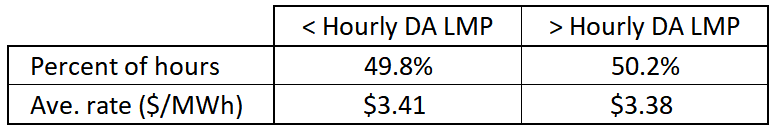 < Hourly DA LMP > Hourly DA LMP
Percent of hours 49.8% 50.2%
Ave. rate ($/MWh) $3.41 $3.38